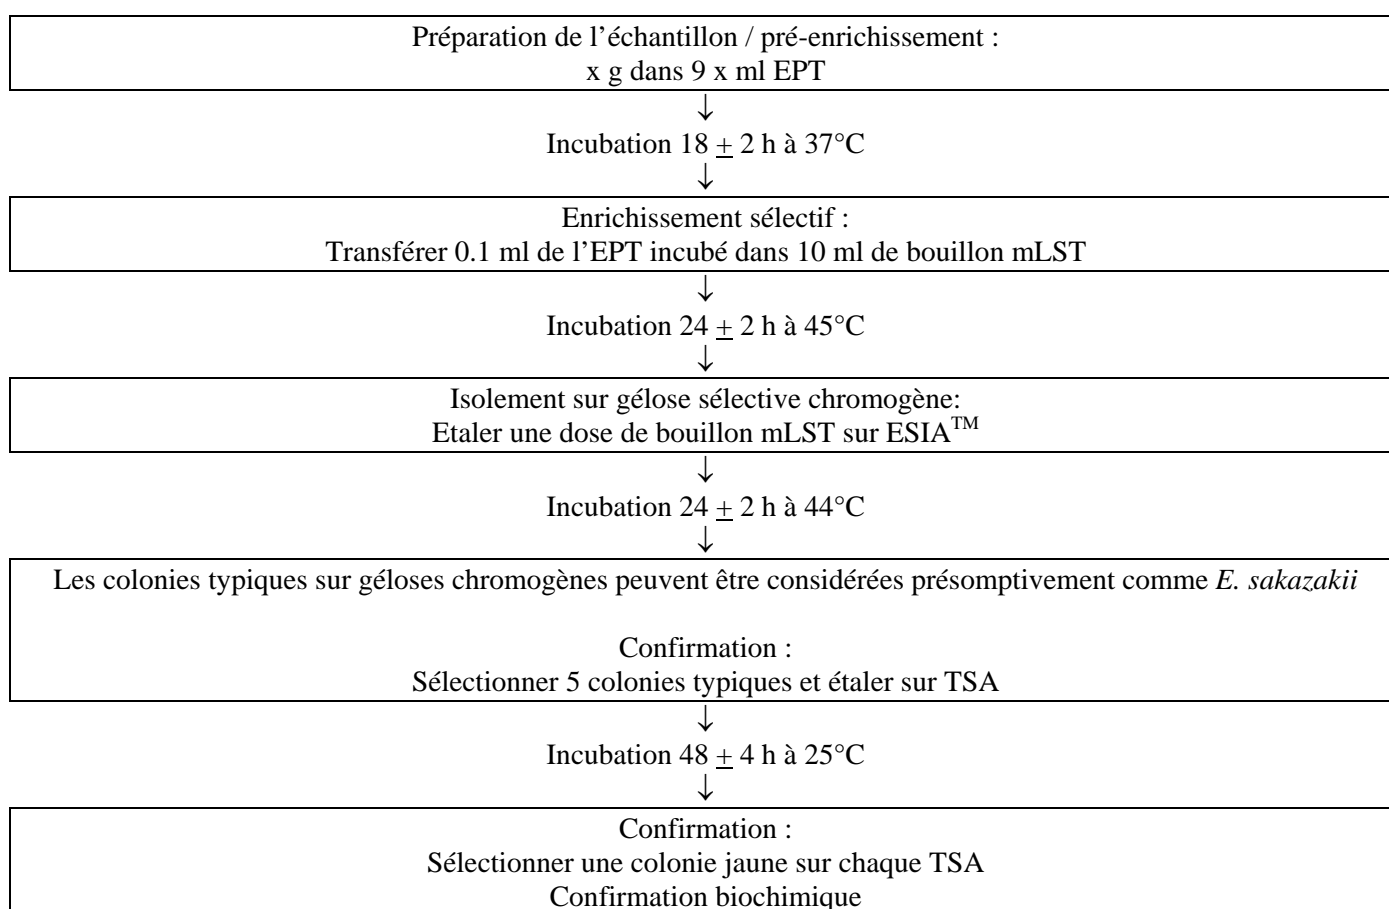 Préparation de l’échantillon / pré-enrichissement :
x g dans 9 x ml EPT
↓
Incubation 18 ± 2 h à 37°C
↓
Enrichissement sélectif :
Transférer 0.1 ml de l’EPT incubé dans 10 ml de bouillon mLST
↓
Incubation 24 ± 2 h à 45°C
↓
Isolement sur gélose sélective chromogène:
Etaler une dose de bouillon mLST sur ESIA™
↓
Incubation 24 ± 2 h à 44°C
↓
Les colonies typiques sur géloses chromogènes peuvent être considérées présomptivement comme E. sakazakii
Confirmation :
Sélectionner 5 colonies typiques et étaler sur TSA
↓
Incubation 48 ± 4 h à 25°C
↓
Confirmation :
Sélectionner une colonie jaune sur chaque TSA
Confirmation biochimique